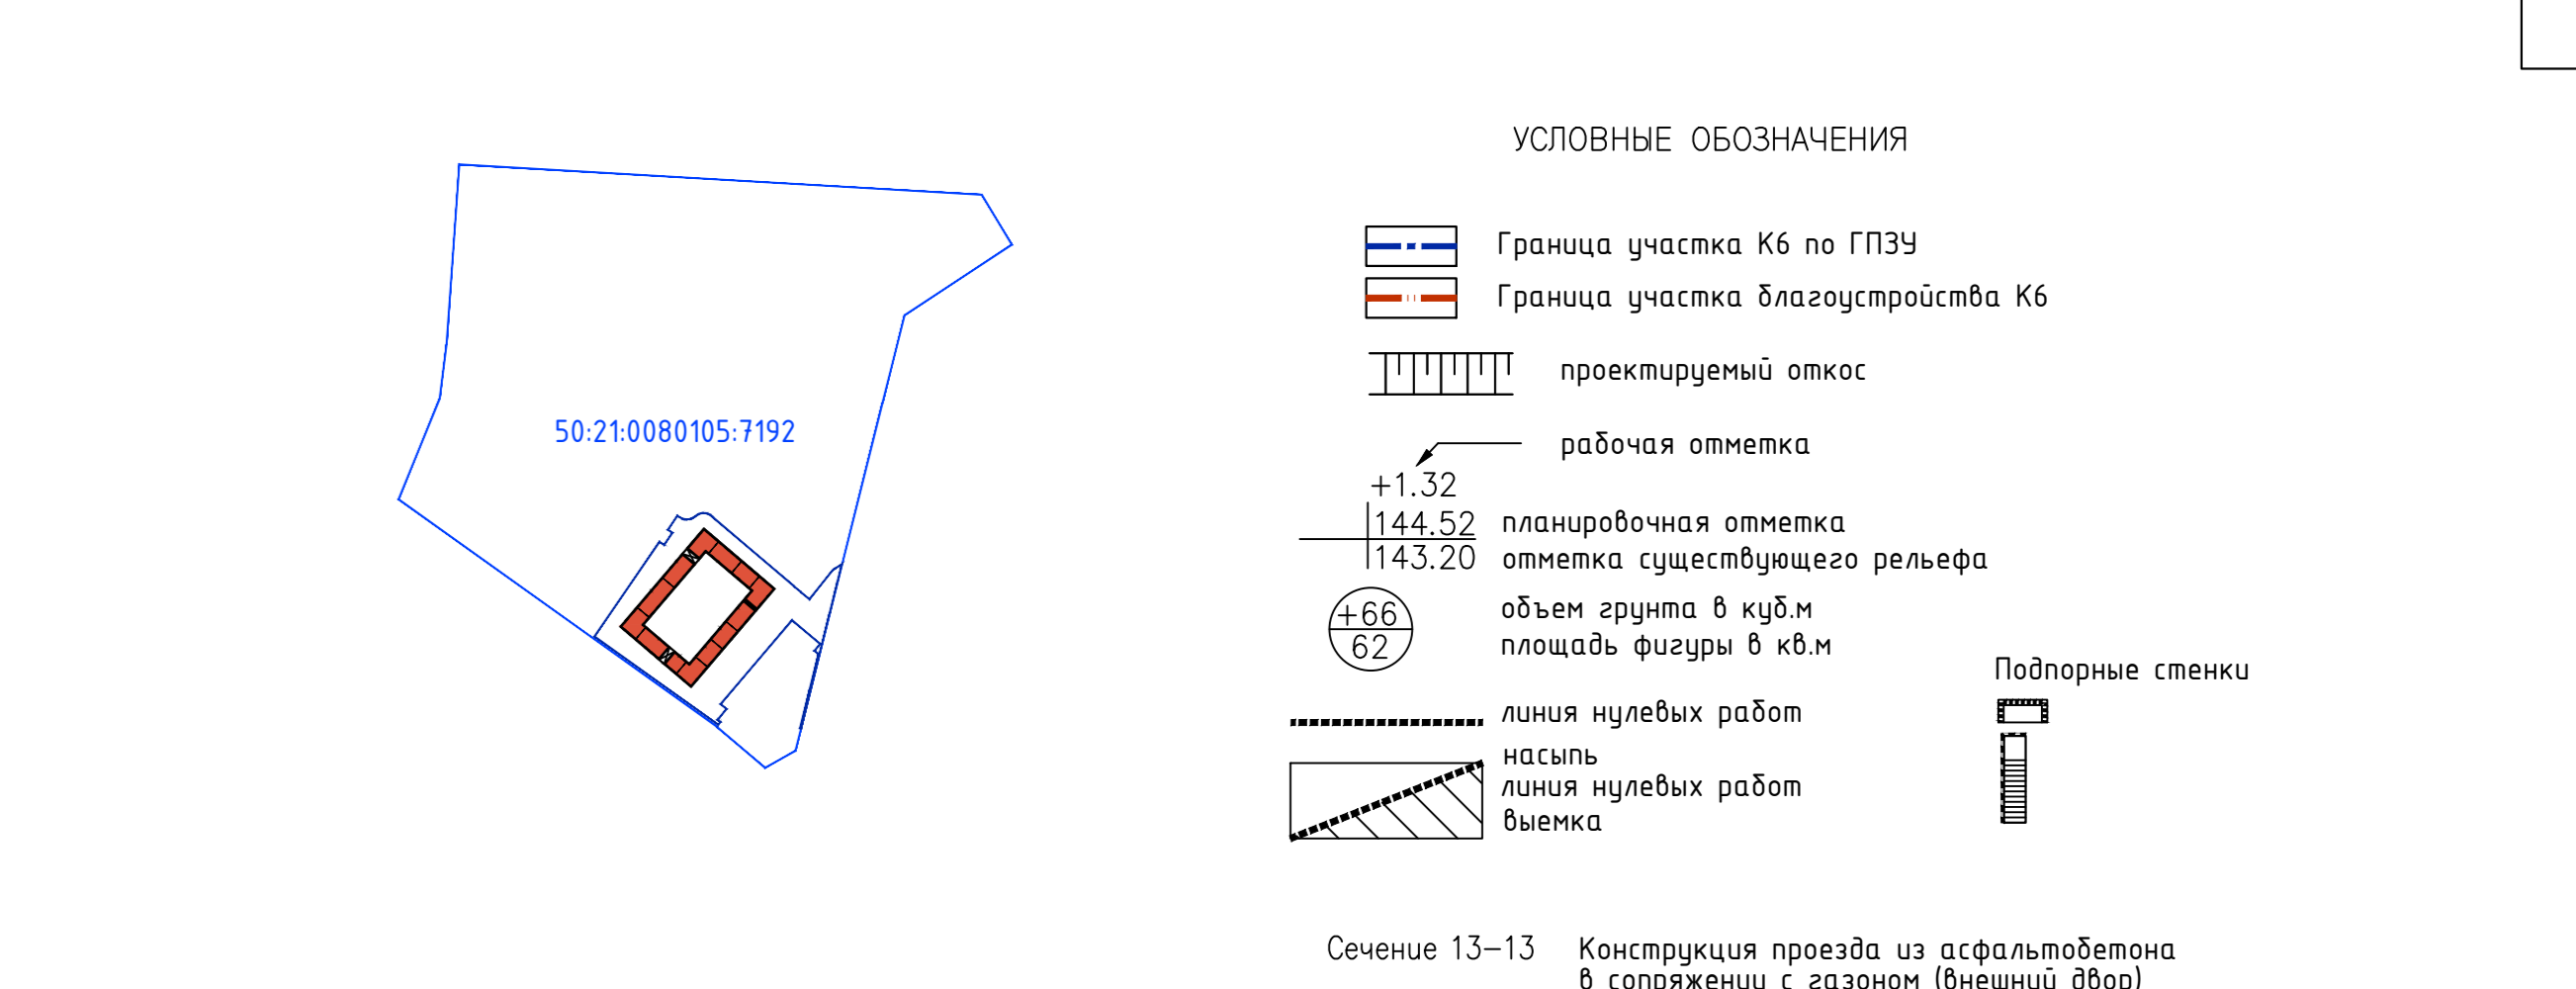 УСЛОВНЫЕ ОБОЗНАЧЕНИЯ
Граница участка К6 по ГПЗУ
Граница участка благоустройства К6
проектируемый откос
50:21:0080105:7192
рабочая отметка
+1.32
144.52 планировочная отметка
143.20 отметка существующего рельефа
+66 объем грунта в куб.м
62 площадь фигуры в кв.м
Подпорные стенки
линия нулевых работ
насыпь
линия нулевых работ
выемка
Сечение 13-13 Конструкция проезда из асфальтобетона
в сопряжении с газоном (внешний двор)